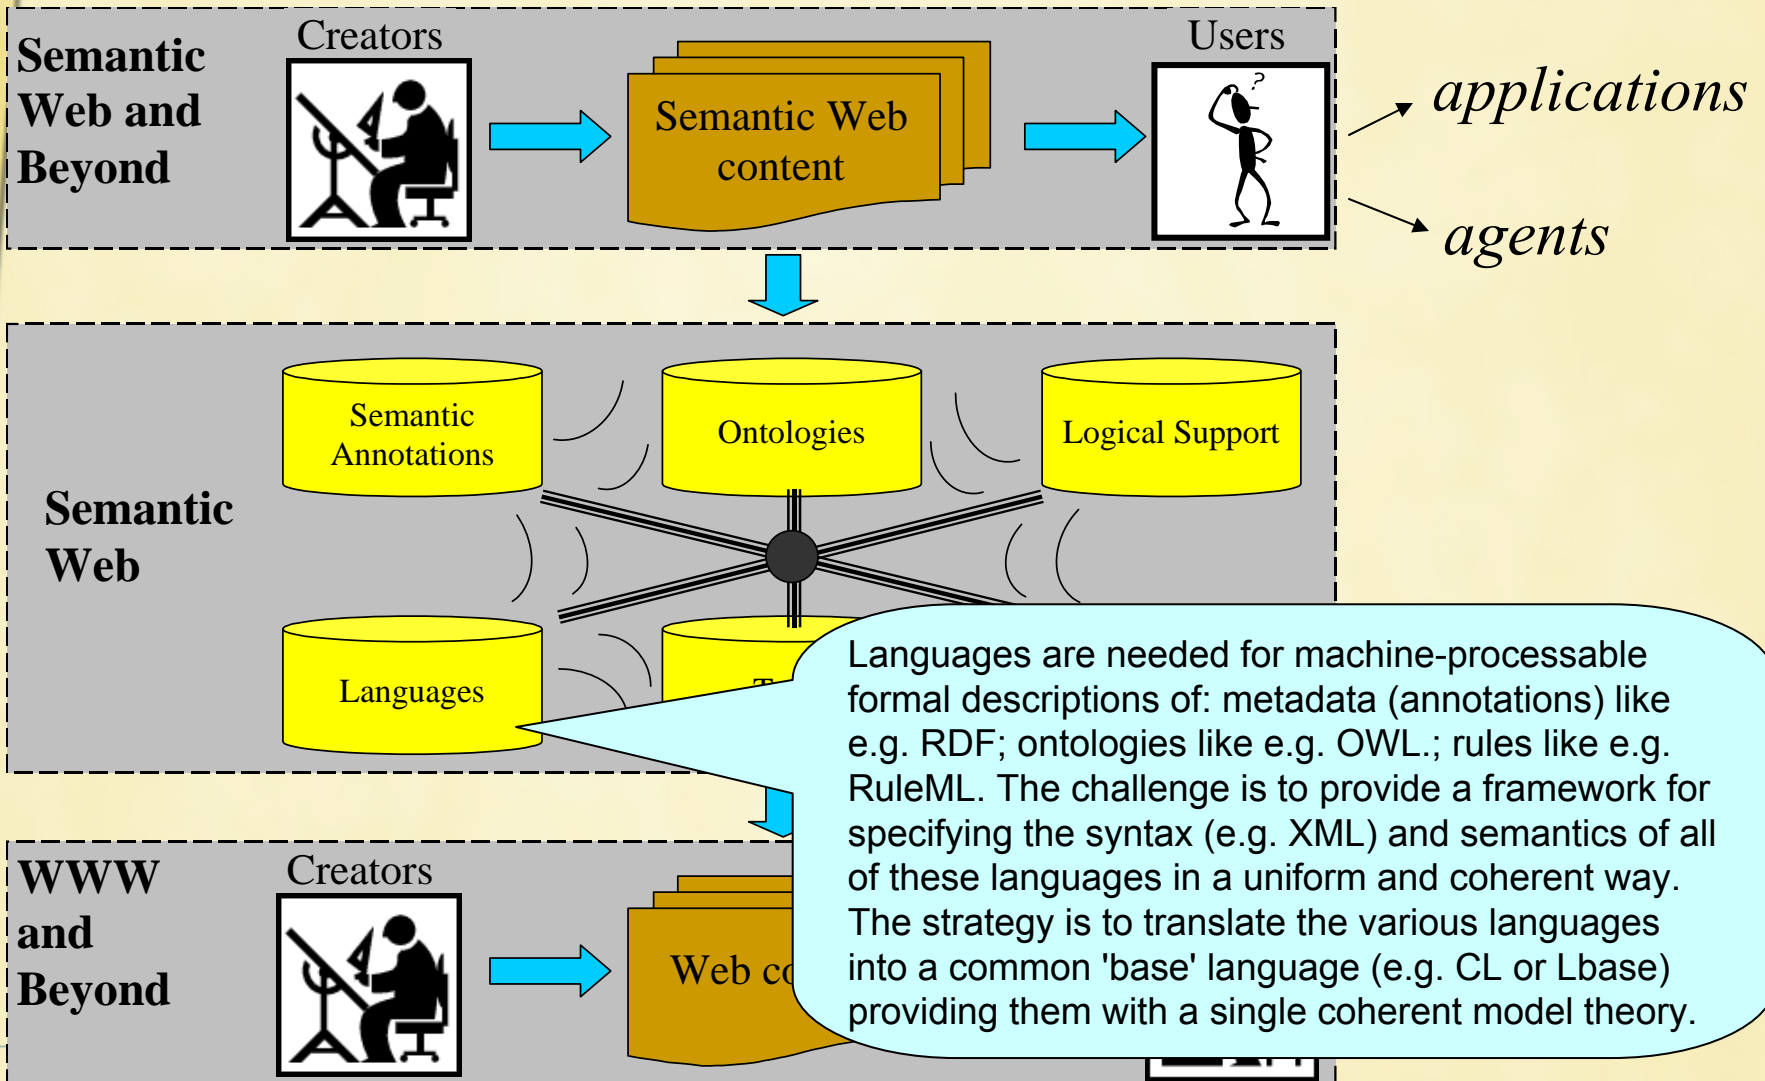 Semantic
Web and
Beyond
Creators
Semantic Web
content
Users
?
applications
agents
Semantic
Web
Semantic
Annotations
Ontologies
Logical Support
Languages
Languages are needed for machine-processable
formal descriptions of: metadata (annotations) like
e.g. RDF; ontologies like e.g. OWL.; rules like e.g.
RuleML. The challenge is to provide a framework for
specifying the syntax (e.g. XML) and semantics of all
of these languages in a uniform and coherent way.
The strategy is to translate the various languages
into a common 'base' language (e.g. CL or Lbase)
providing them with a single coherent model theory.
WWW
and
Beyond
Creators
Web